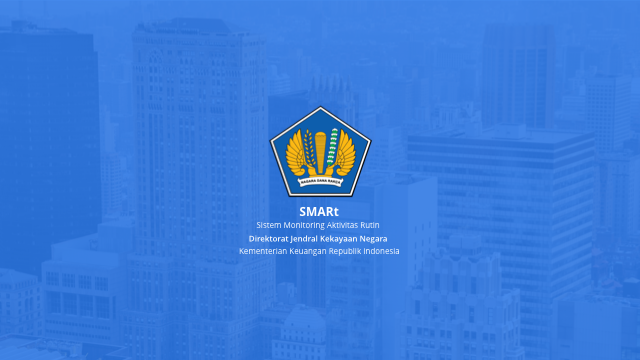 NAGARA DANA RAKCA
SMARt
Sistem Monitoring Aktivitas Rutin
Direktorat Jendral Kekayaan Negara
Kementerian Keuangan Republik Indonesia